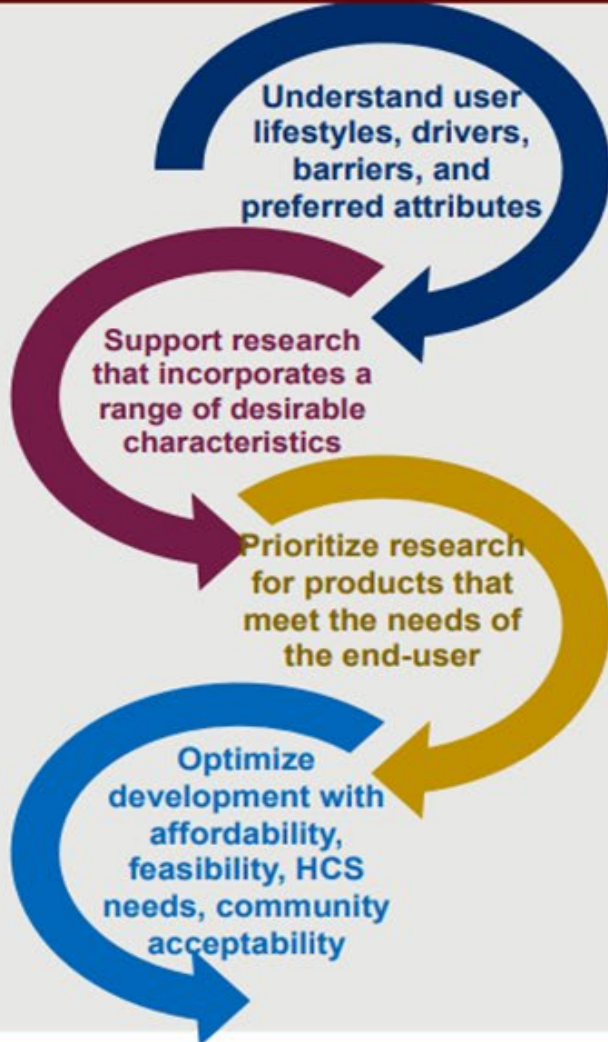 Understand user
lifestyles, drivers,
barriers, and
preferred attributes
Support research
that incorporates a
range of desirable
characteristics
Prioritize research
for products that
meet the needs of
the end-user
Optimize
development with
affordability,
feasibility, HCS
needs, community
acceptability